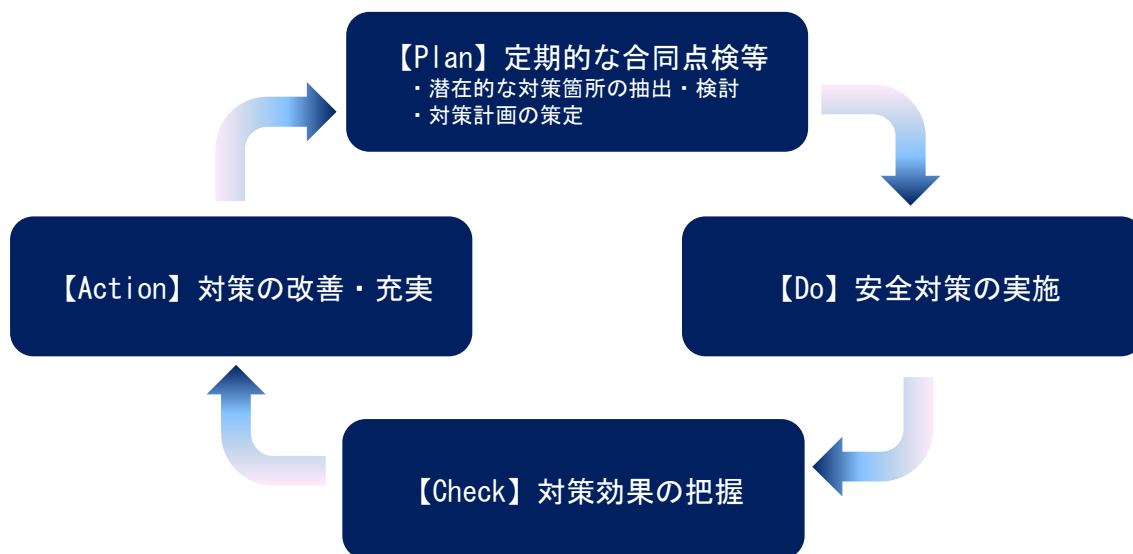 【Plan】定期的な合同点検等
・潜在的な対策箇所の抽出・検討
・対策計画の策定
【Action】対策の改善・充実
【Do】安全対策の実施
【Check】対策効果の把握